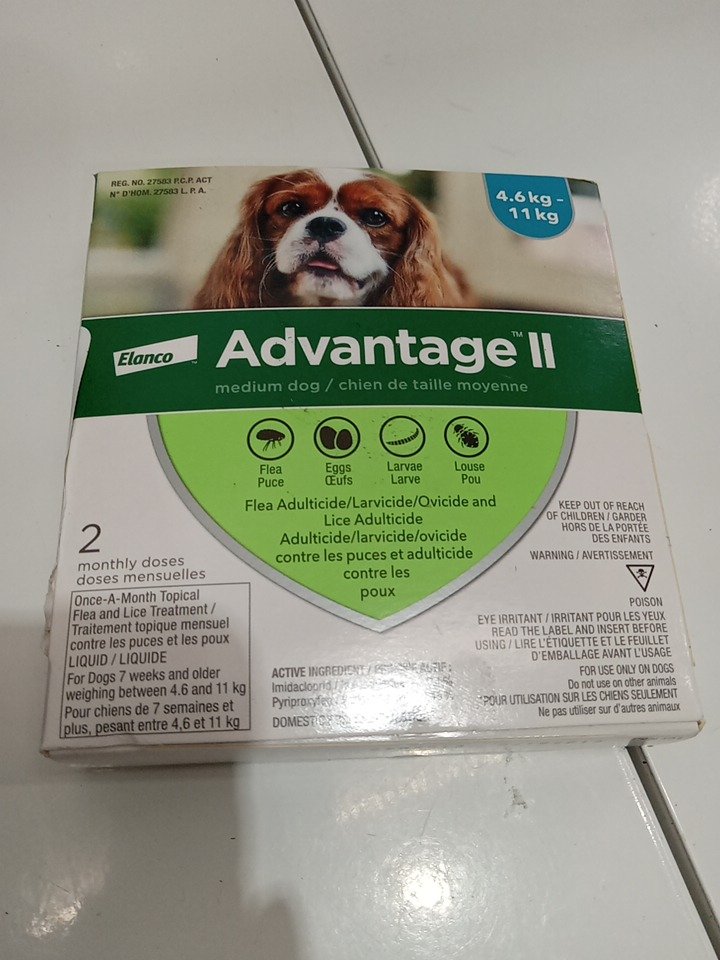 REG. NO. 27583 P.C.P. ACT
N° D'HOM. 27583 L. P. A.
4.6 kg -
11 kg
Elanco™
Advantage™ II
medium dog / chien de taille moyenne
Flea
Puce
Eggs
Œufs
Larvae
Larve
Louse
Pou
Flea Adulticide/Larvicide/Ovicide and
Lice Adulticide
Adulticide/larvicide/ovicide
contre les puces et adulticide
contre les
poux
2
monthly doses
doses mensuelles
Once-A-Month Topical
Flea and Lice Treatment /
Traitement topique mensuel
contre les puces et les poux
LIQUID / LIQUIDE
For Dogs 7 weeks and older
weighing between 4.6 and 11 kg
Pour chiens de 7 semaines et
plus, pesant entre 4,6 et 11 kg
ACTIVE INGREDIENT /
Imidacloprid /
Pyriproxyfen
DOMESTIC
KEEP OUT OF REACH
OF CHILDREN / GARDER
HORS DE LA PORTÉE
DES ENFANTS
WARNING / AVERTISSEMENT
POISON
EYE IRRITANT / IRRITANT POUR LES YEUX
READ THE LABEL AND INSERT BEFORE
USING / LIRE L'ÉTIQUETTE ET LE FEUILLET
D'EMBALLAGE AVANT L'USAGE
FOR USE ONLY ON DOGS
Do not use on other animals
POUR UTILISATION SUR LES CHIENS SEULEMENT
Ne pas utiliser sur d'autres animaux